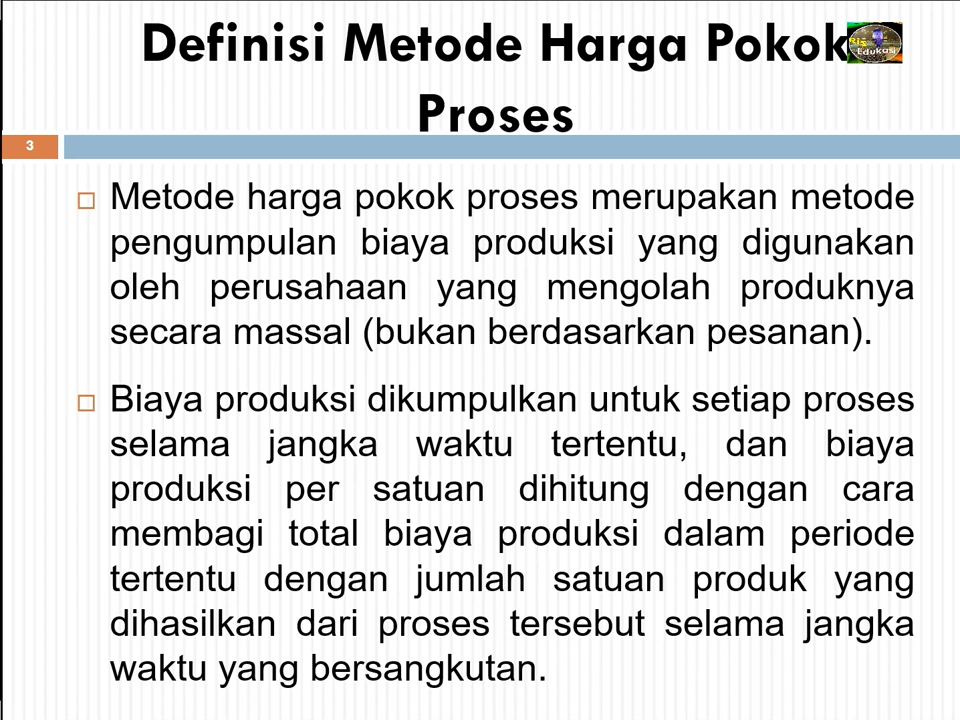 Definisi Metode Harga Pokok
Proses
Edukasi
3
Metode harga pokok proses merupakan metode
pengumpulan biaya produksi yang digunakan
oleh perusahaan yang mengolah produknya
secara massal (bukan berdasarkan pesanan).
Biaya produksi dikumpulkan untuk setiap proses
selama jangka waktu tertentu, dan biaya
produksi per satuan dihitung dengan cara
membagi total biaya produksi dalam periode
tertentu dengan jumlah satuan produk yang
dihasilkan dari proses tersebut selama jangka
waktu yang bersangkutan.